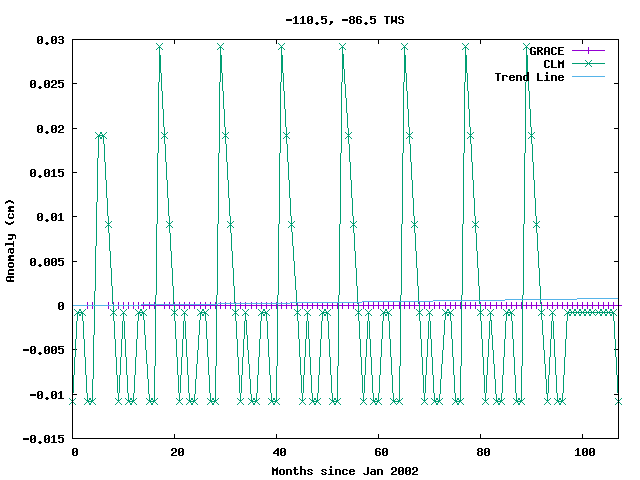 -110.5, -86.5 TWS
GRACE
CLM
Trend Line
0.03
0.025
0.02
0.015
0.01
0.005
0
-0.005
-0.01
-0.015
Anomaly (cm)
0 20 40 60 80 100
Months since Jan 2002